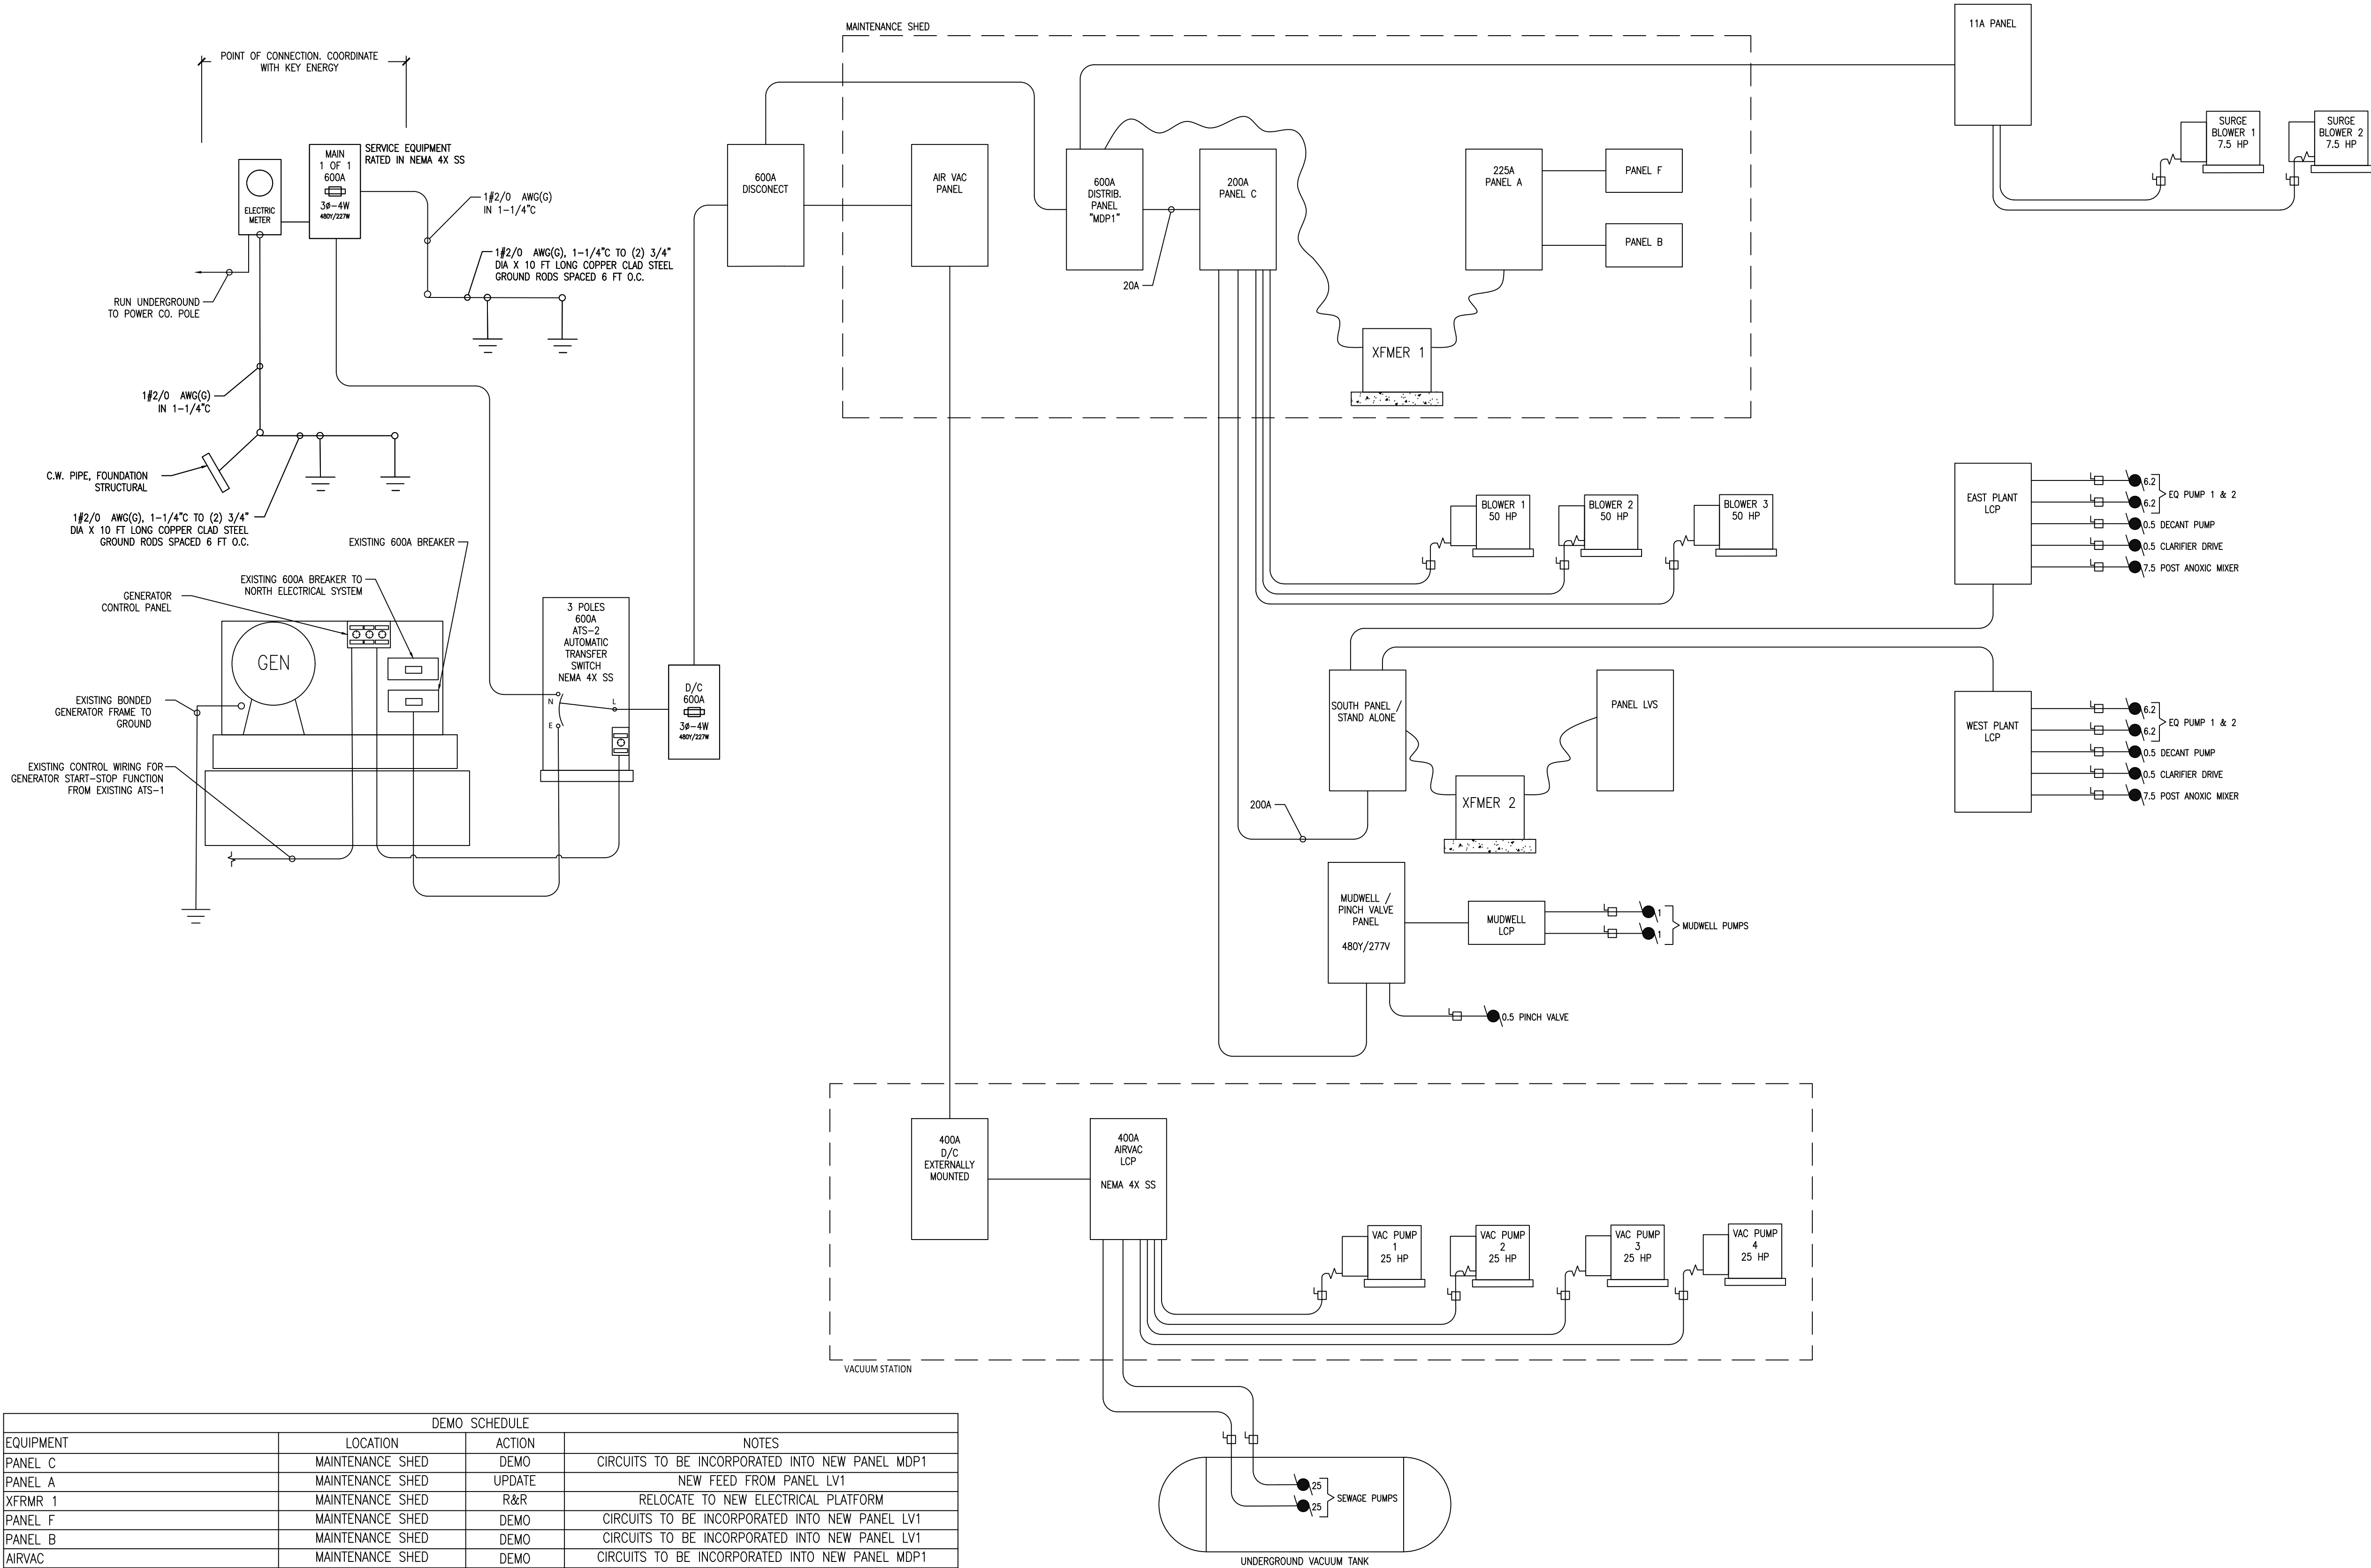 MAINTENANCE SHED
11A PANEL
POINT OF CONNECTION. COORDINATE
WITH KEY ENERGY
MAIN
1 OF 1
600A
3ø-4W
480Y/227W
SERVICE EQUIPMENT
RATED IN NEMA 4X SS
ELECTRIC
METER
1#2/0 AWG(G)
IN 1-1/4"C
1#2/0 AWG(G), 1-1/4"C TO (2) 3/4"
DIA X 10 FT LONG COPPER CLAD STEEL
GROUND RODS SPACED 6 FT O.C.
RUN UNDERGROUND
TO POWER CO. POLE
1#2/0 AWG(G)
IN 1-1/4"C
C.W. PIPE, FOUNDATION
STRUCTURAL
1#2/0 AWG(G), 1-1/4"C TO (2) 3/4"
DIA X 10 FT LONG COPPER CLAD STEEL
GROUND RODS SPACED 6 FT O.C.
600A
DISCONECT
AIR VAC
PANEL
600A
DISTRIB.
PANEL
"MDP1"
20A
200A
PANEL C
225A
PANEL A
PANEL F
PANEL B
XFMER 1
SURGE
BLOWER 1
7.5 HP
SURGE
BLOWER 2
7.5 HP
EXISTING 600A BREAKER
EXISTING 600A BREAKER TO
NORTH ELECTRICAL SYSTEM
GENERATOR
CONTROL PANEL
GEN
EXISTING BONDED
GENERATOR FRAME TO
GROUND
EXISTING CONTROL WIRING FOR
GENERATOR START-STOP FUNCTION
FROM EXISTING ATS-1
3 POLES
600A
ATS-2
AUTOMATIC
TRANSFER
SWITCH
NEMA 4X SS
N
L
E
D/C
600A
3ø-4W
480Y/227W
BLOWER 1
50 HP
BLOWER 2
50 HP
BLOWER 3
50 HP
EAST PLANT
LCP
6.2
6.2
EQ PUMP 1 & 2
0.5 DECANT PUMP
0.5 CLARIFIER DRIVE
7.5 POST ANOXIC MIXER
SOUTH PANEL /
STAND ALONE
PANEL LVS
XFMER 2
200A
WEST PLANT
LCP
6.2
6.2
EQ PUMP 1 & 2
0.5 DECANT PUMP
0.5 CLARIFIER DRIVE
7.5 POST ANOXIC MIXER
MUDWELL /
PINCH VALVE
PANEL
480Y/277V
MUDWELL
LCP
1
1
MUDWELL PUMPS
0.5 PINCH VALVE
400A
D/C
EXTERNALLY
MOUNTED
400A
AIRVAC
LCP
NEMA 4X SS
VAC PUMP
1
25 HP
VAC PUMP
2
25 HP
VAC PUMP
3
25 HP
VAC PUMP
4
25 HP
VACUUM STATION
25
25
SEWAGE PUMPS
UNDERGROUND VACUUM TANK
DEMO SCHEDULE
EQUIPMENT LOCATION ACTION NOTES
PANEL C MAINTENANCE SHED DEMO CIRCUITS TO BE INCORPORATED INTO NEW PANEL MDP1
PANEL A MAINTENANCE SHED UPDATE NEW FEED FROM PANEL LV1
XFRMR 1 MAINTENANCE SHED R&R RELOCATE TO NEW ELECTRICAL PLATFORM
PANEL F MAINTENANCE SHED DEMO CIRCUITS TO BE INCORPORATED INTO NEW PANEL LV1
PANEL B MAINTENANCE SHED DEMO CIRCUITS TO BE INCORPORATED INTO NEW PANEL LV1
AIRVAC MAINTENANCE SHED DEMO CIRCUITS TO BE INCORPORATED INTO NEW PANEL MDP1